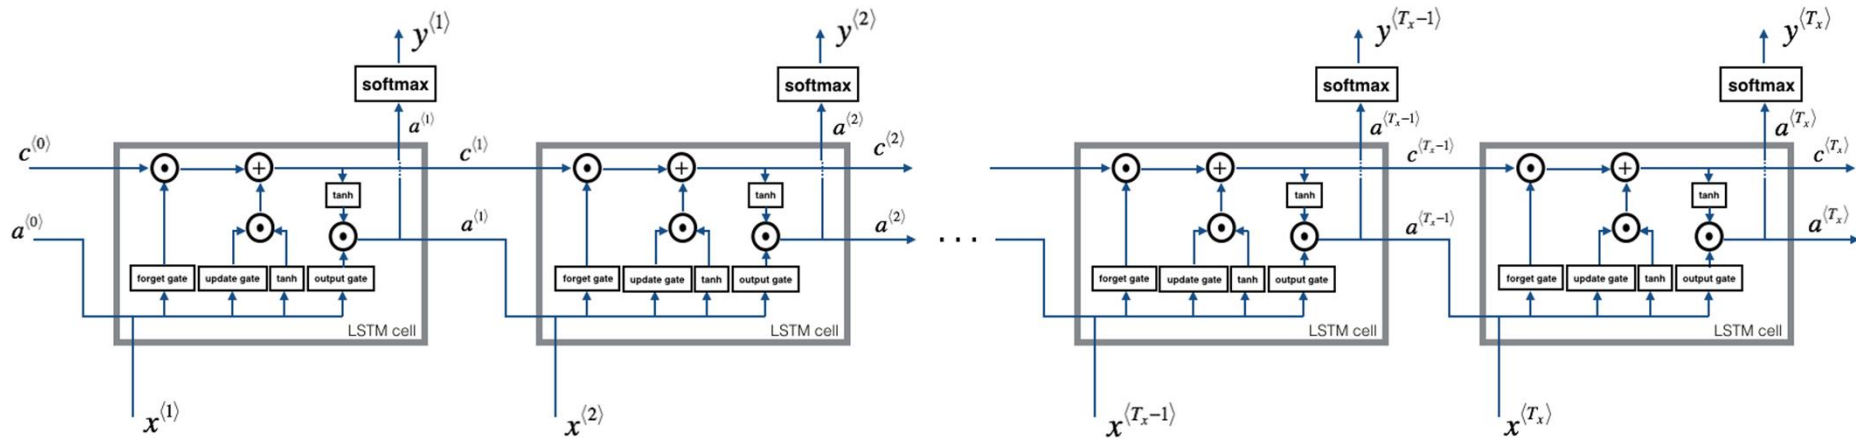 y⟨1⟩ y⟨2⟩ y⟨Tx−1⟩ y⟨Tx⟩
softmax softmax softmax softmax
a⟨1⟩ a⟨2⟩ a⟨Tx−1⟩ a⟨Tx⟩
c⟨0⟩ c⟨1⟩ c⟨2⟩ c⟨Tx−1⟩ c⟨Tx⟩
tanh tanh tanh tanh
a⟨0⟩ a⟨1⟩ a⟨2⟩ ... a⟨Tx−1⟩ a⟨Tx⟩
forget gate update gate tanh output gate forget gate update gate tanh output gate forget gate update gate tanh output gate forget gate update gate tanh output gate
LSTM cell LSTM cell LSTM cell LSTM cell
x⟨1⟩ x⟨2⟩ x⟨Tx−1⟩ x⟨Tx⟩